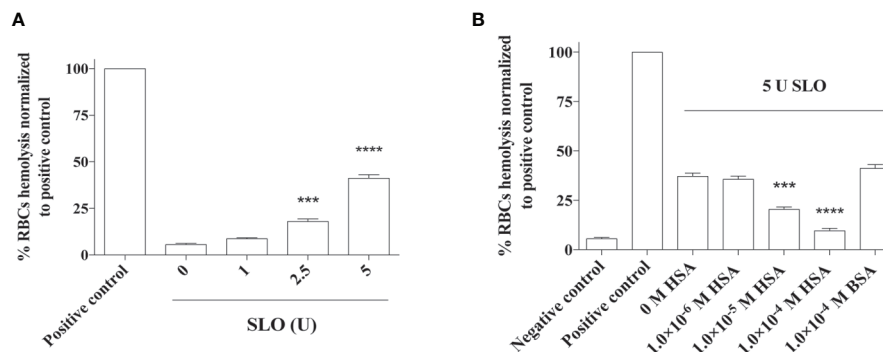 A
% RBCs hemolysis normalized
to positive control
100
75
50
25
0
***
****
Positive control
0
1
2.5
5
SLO (U)
B
% RBCs hemolysis normalized
to positive control
100
75
50
25
0
5 U SLO
***
****
Negative control
Positive control
0 M HSA
1.0×10⁻⁶ M HSA
1.0×10⁻⁵ M HSA
1.0×10⁻⁴ M HSA
1.0×10⁻⁴ M BSA